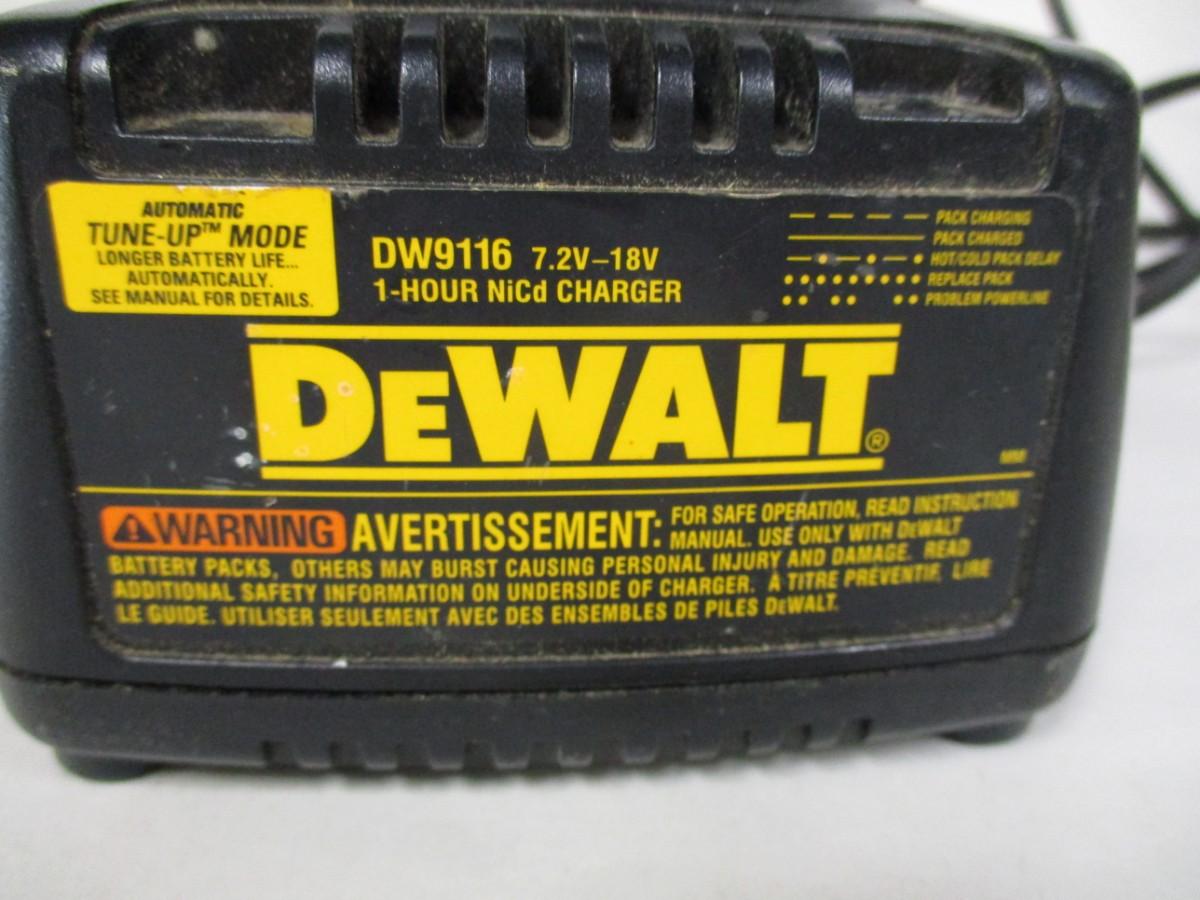 AUTOMATIC
TUNE-UP™ MODE
LONGER BATTERY LIFE...
AUTOMATICALLY.
SEE MANUAL FOR DETAILS.
DW9116 7.2V–18V
1-HOUR NiCd CHARGER
PACK CHARGING
PACK CHARGED
HOT/COLD PACK DELAY
REPLACE PACK
PROBLEM POWERLINE
DEWALT®
MM
WARNING AVERTISSEMENT: FOR SAFE OPERATION, READ INSTRUCTION
MANUAL. USE ONLY WITH DEWALT
BATTERY PACKS, OTHERS MAY BURST CAUSING PERSONAL INJURY AND DAMAGE. READ
ADDITIONAL SAFETY INFORMATION ON UNDERSIDE OF CHARGER. À TITRE PRÉVENTIF, LIRE
LE GUIDE. UTILISER SEULEMENT AVEC DES ENSEMBLES DE PILES DEWALT.